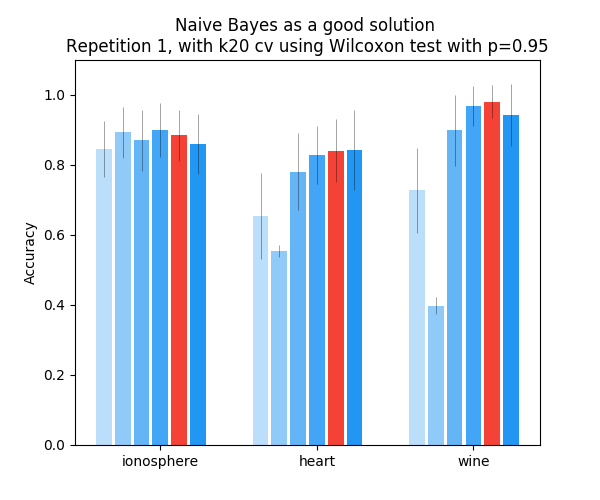 Naive Bayes as a good solution
Repetition 1, with k20 cv using Wilcoxon test with p=0.95
1.0
0.8
0.6
0.4
0.2
0.0
Accuracy
ionosphere
heart
wine